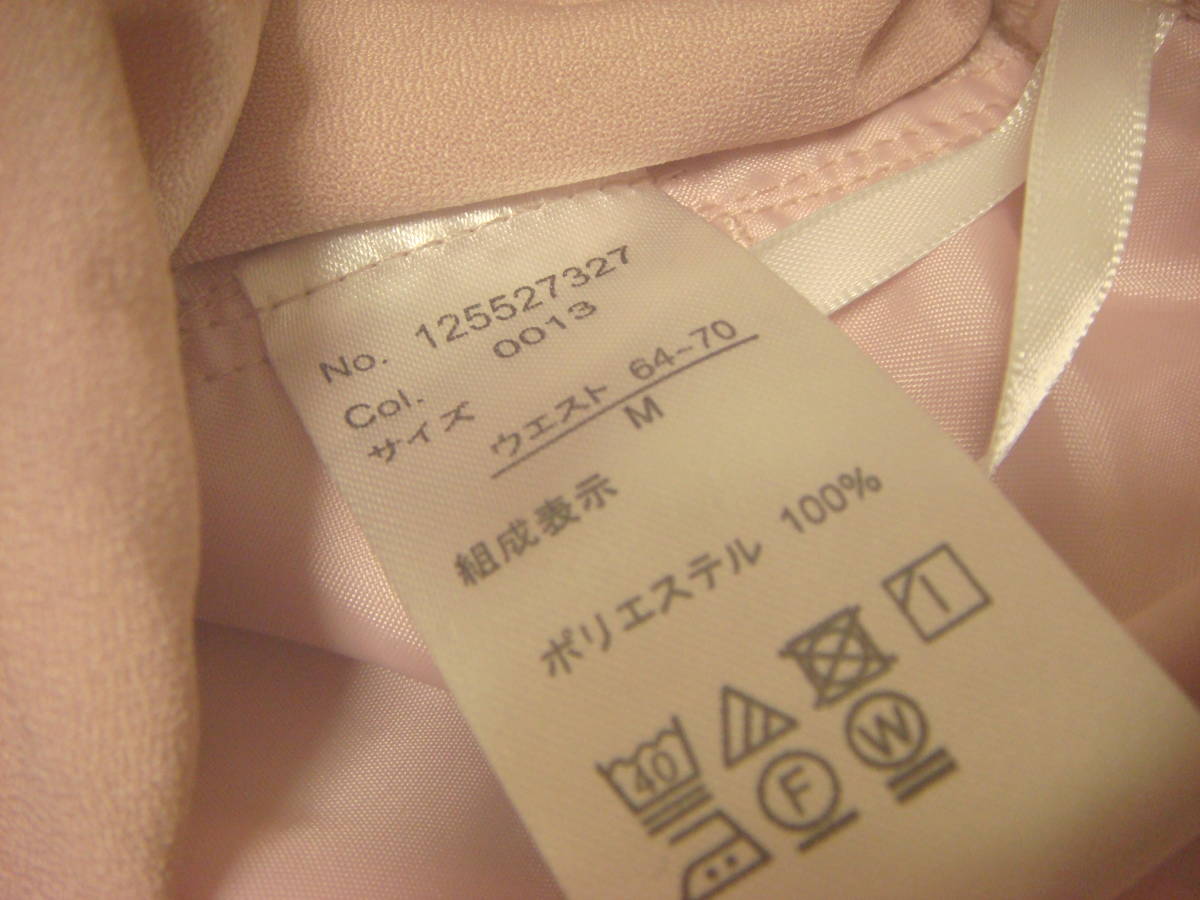 No. 125527327
Col. 0013
サイズ ウエスト 64~70
M
組成表示
ポリエステル 100%
40
F
W